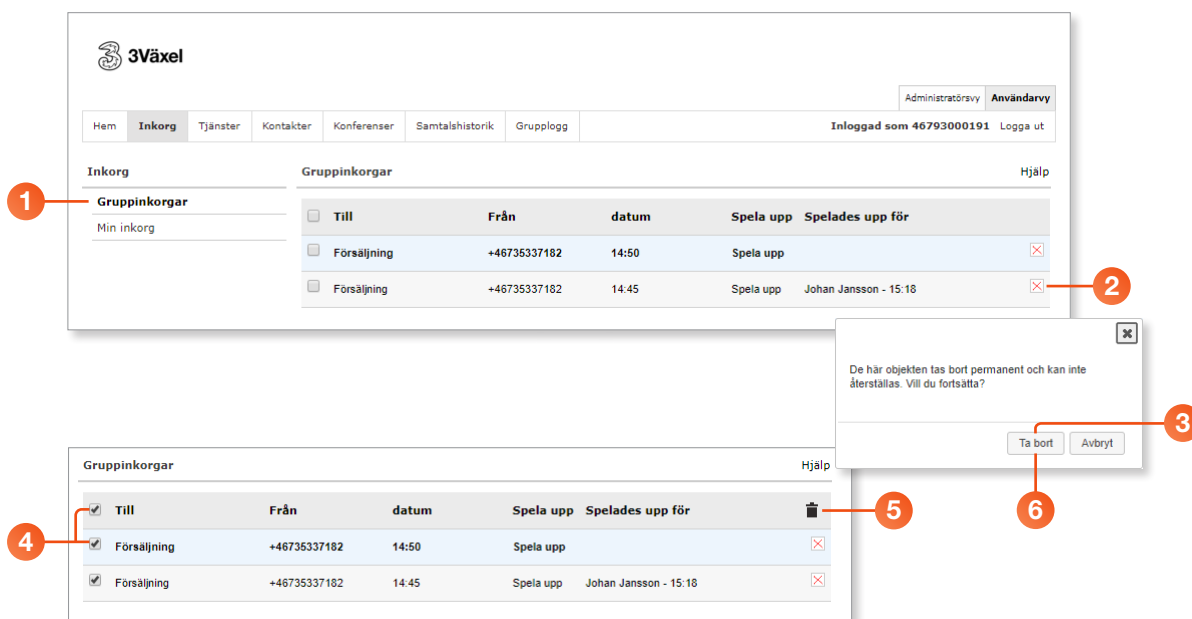 3Växel
Administratörsvy Användarvy
Hem Inkorg Tjänster Kontakter Konferenser Samtalshistorik Grupplogg Inloggad som 46793000191 Logga ut
Inkorg
Gruppinkorgar
Min inkorg
Gruppinkorgar Hjälp
Till Från datum Spela upp Spelades upp för
Försäljning +46735337182 14:50 Spela upp
Försäljning +46735337182 14:45 Spela upp Johan Jansson - 15:18
1
2
De här objekten tas bort permanent och kan inte
återställas. Vill du fortsätta?
Ta bort Avbryt
3
6
Gruppinkorgar Hjälp
Till Från datum Spela upp Spelades upp för
Försäljning +46735337182 14:50 Spela upp
Försäljning +46735337182 14:45 Spela upp Johan Jansson - 15:18
4
5